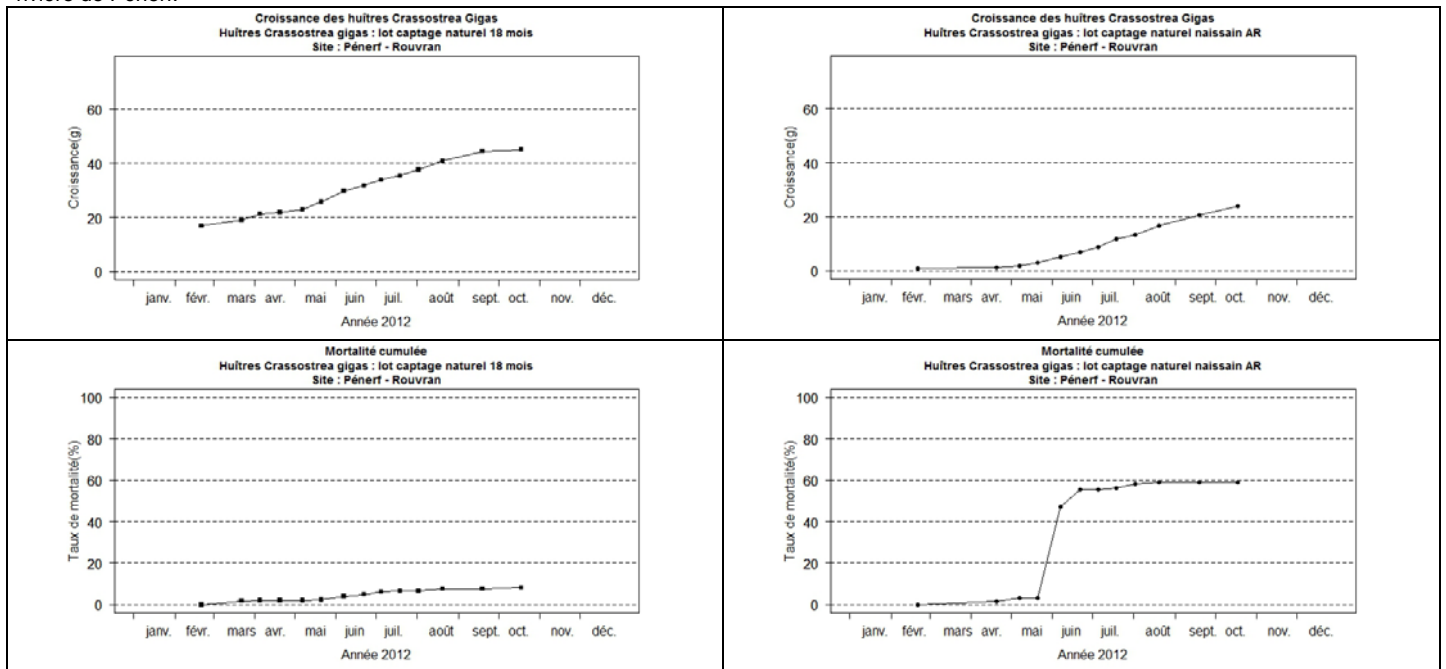 Croissance des huîtres Crassostrea Gigas
Huîtres Crassostrea gigas : lot captage naturel 18 mois
Site : Pénerf - Rouvran
60
40
20
0
Croissance(g)
janv. févr. mars avr. mai juin juil. août sept. oct. nov. déc.
Année 2012
Croissance des huîtres Crassostrea Gigas
Huîtres Crassostrea gigas : lot captage naturel naissain AR
Site : Pénerf - Rouvran
60
40
20
0
Croissance(g)
janv. févr. mars avr. mai juin juil. août sept. oct. nov. déc.
Année 2012
Mortalité cumulée
Huîtres Crassostrea gigas : lot captage naturel 18 mois
Site : Pénerf - Rouvran
100
80
60
40
20
0
Taux de mortalité(%)
janv. févr. mars avr. mai juin juil. août sept. oct. nov. déc.
Année 2012
Mortalité cumulée
Huîtres Crassostrea gigas : lot captage naturel naissain AR
Site : Pénerf - Rouvran
100
80
60
40
20
0
Taux de mortalité(%)
janv. févr. mars avr. mai juin juil. août sept. oct. nov. déc.
Année 2012